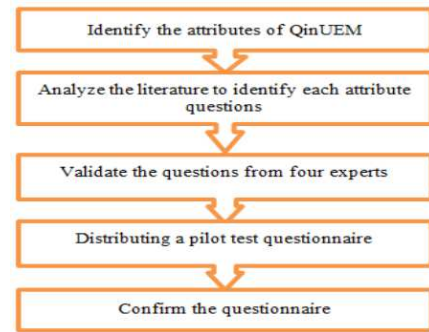 Identify the attributes of QinUEM
Analyze the literature to identify each attribute
questions
Validate the questions from four experts
Distributing a pilot test questionnaire
Confirm the questionnaire